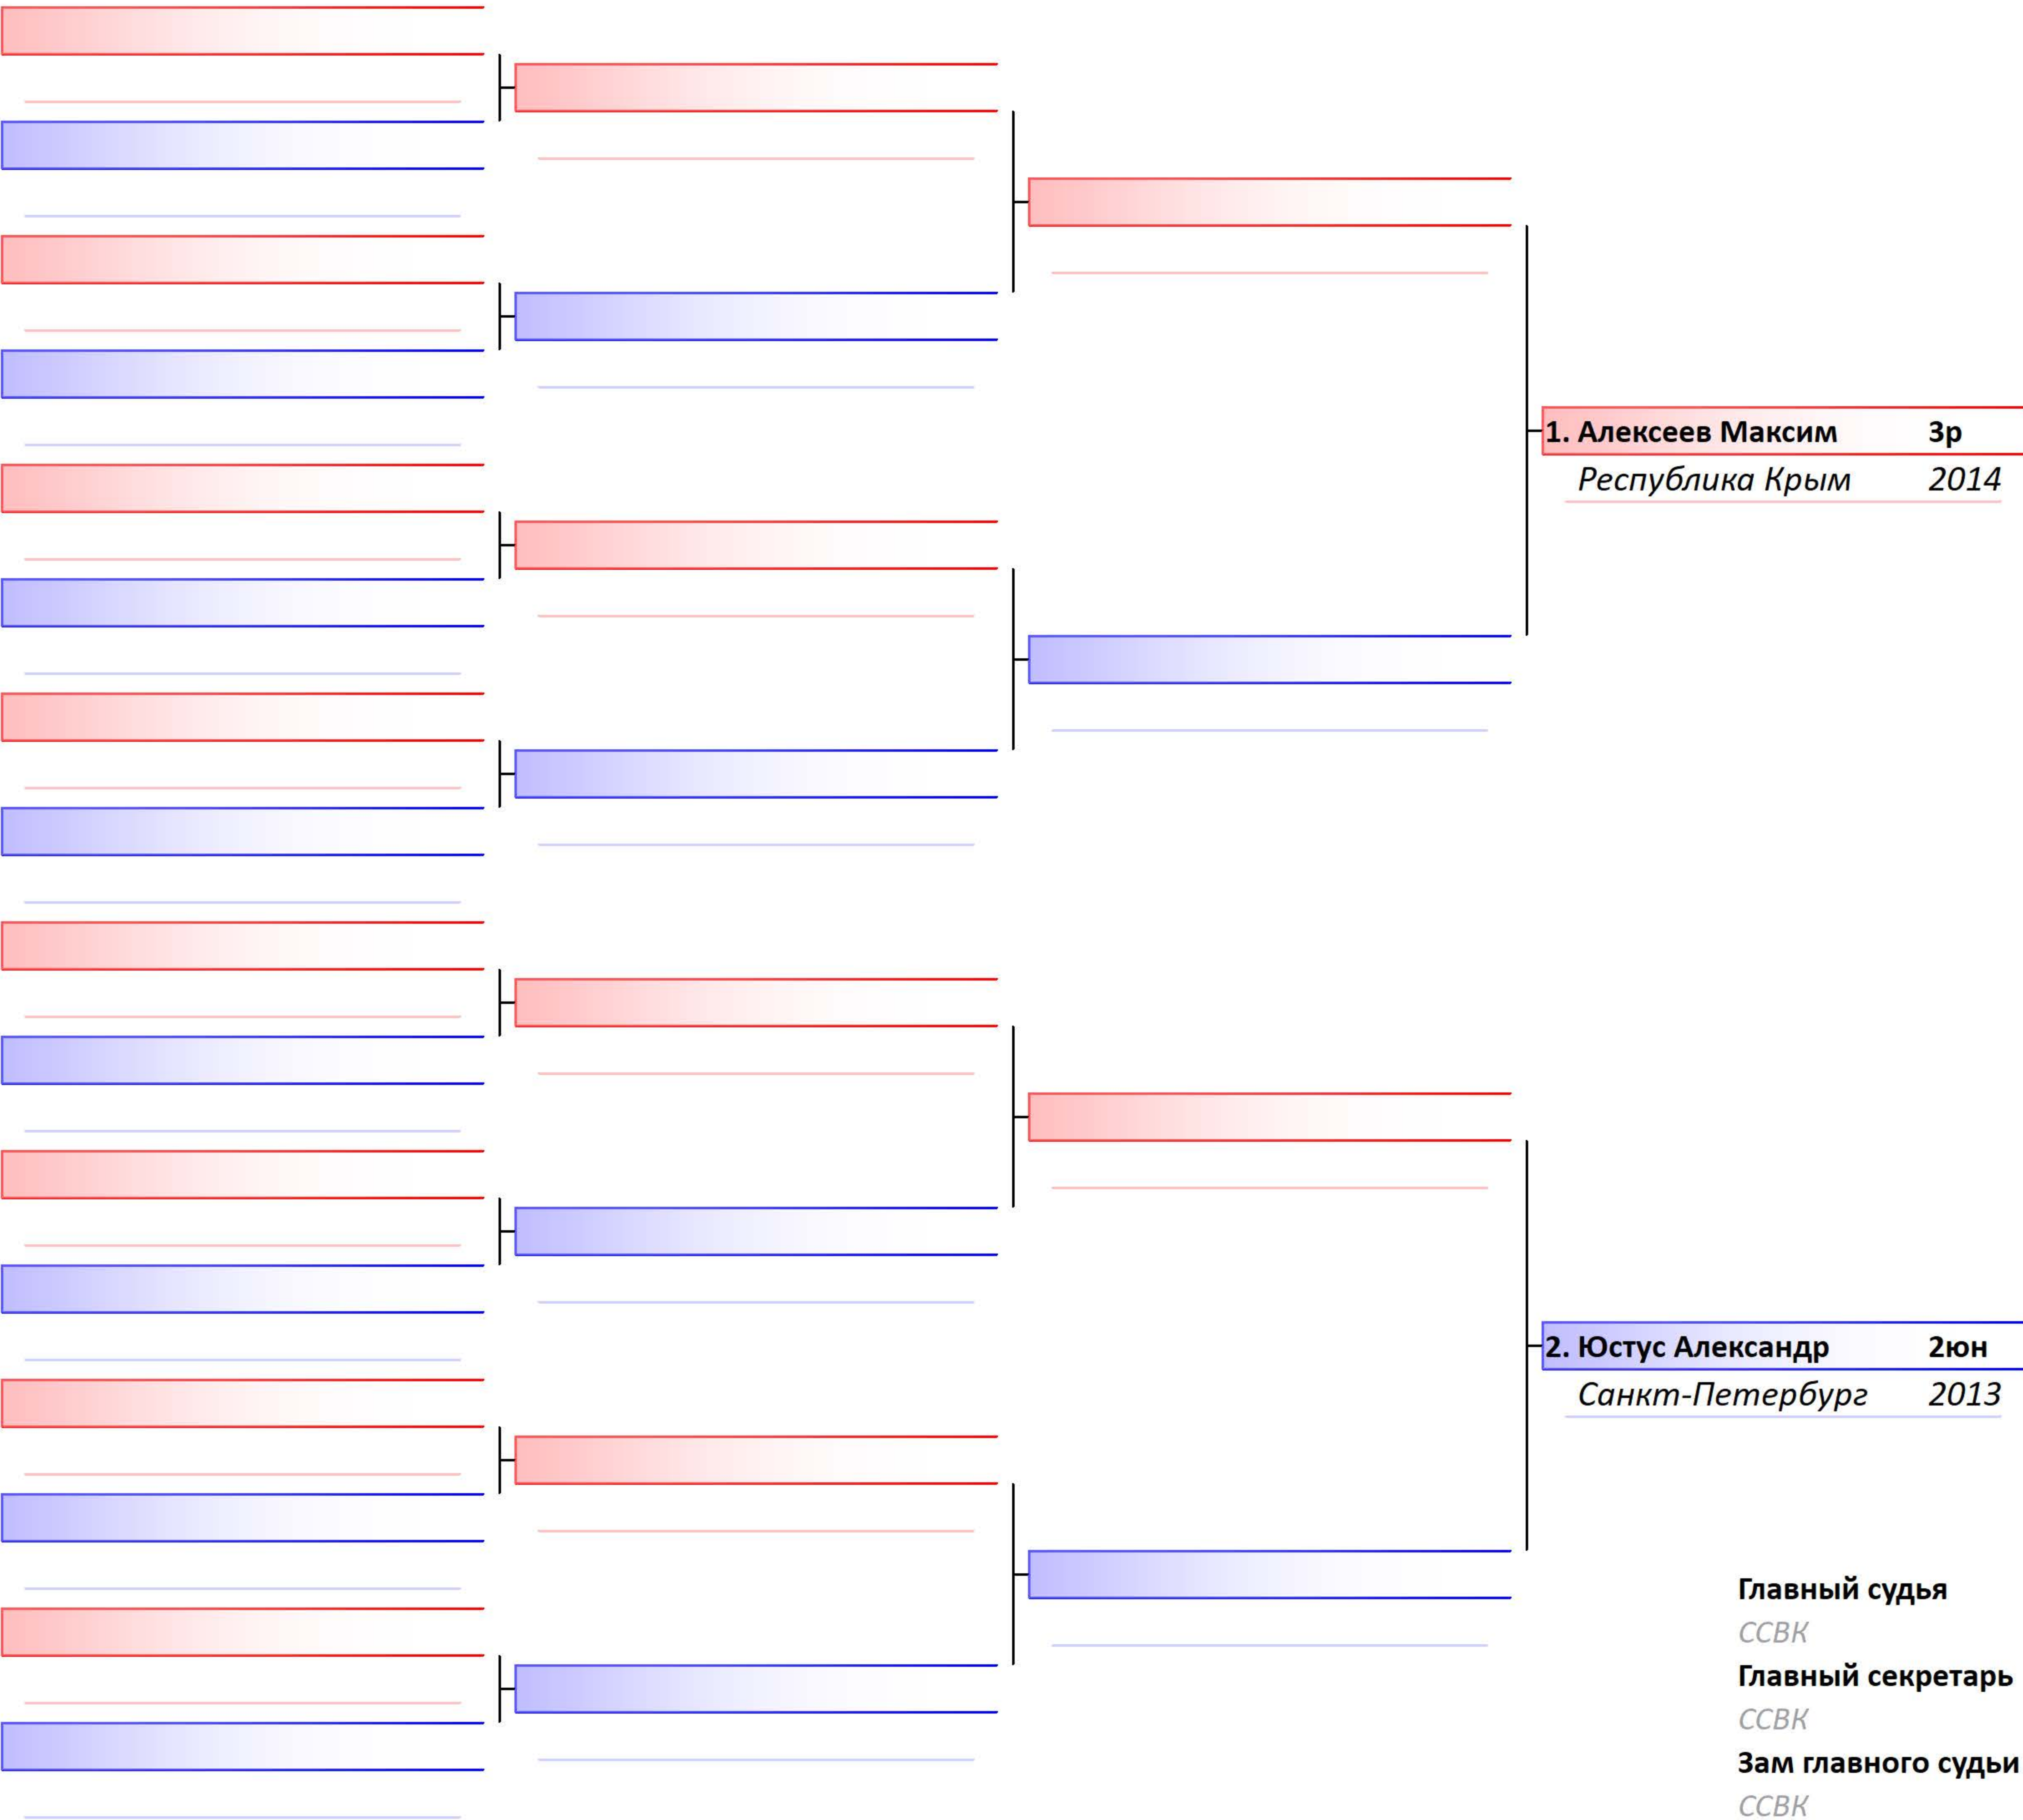 1. Алексеев Максим 3р
Республика Крым 2014
2. Юстус Александр 2юн
Санкт-Петербург 2013
Главный судья
ССВК
Главный секретарь
ССВК
Зам главного судьи
ССВК